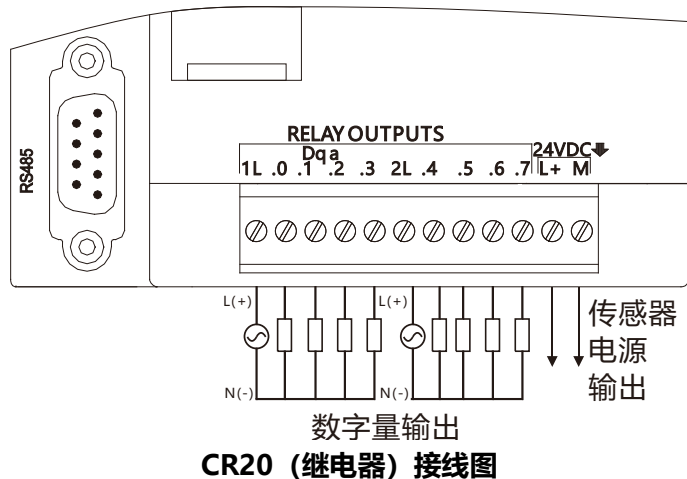 RS485
RELAY OUTPUTS
Dqa
24VDC
1L .0 .1 .2 .3 2L .4 .5 .6 .7 L+ M
L(+)
L(+)
N(-)
N(-)
传感器
电源
输出
数字量输出
CR20（继电器）接线图